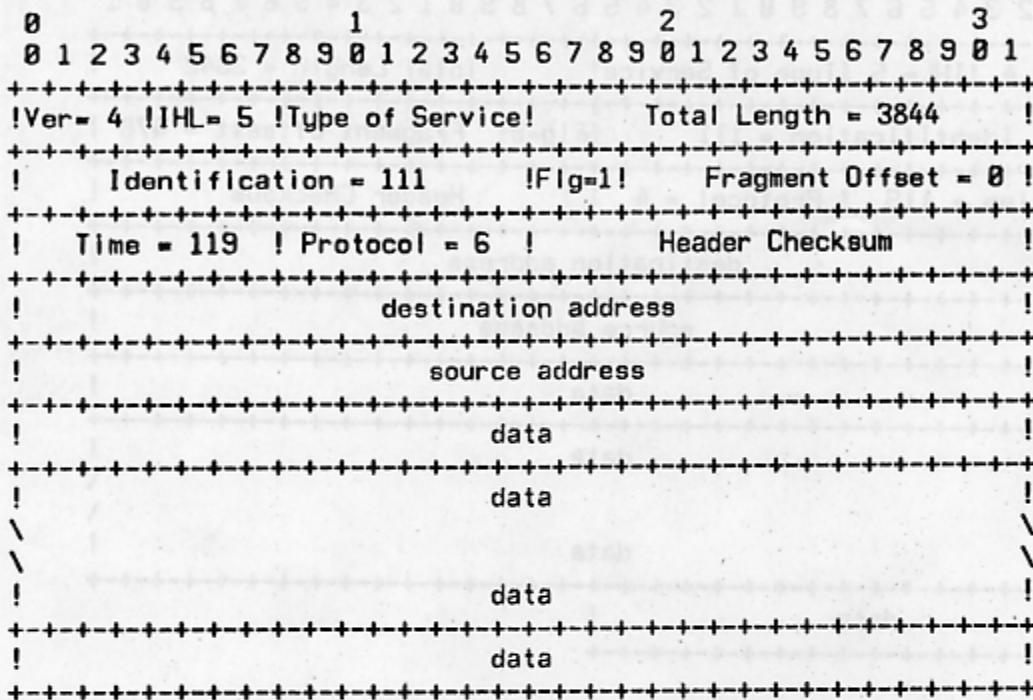 0 1 2 3
0 1 2 3 4 5 6 7 8 9 0 1 2 3 4 5 6 7 8 9 0 1 2 3 4 5 6 7 8 9 0 1
+-+-+-+-+-+-+-+-+-+-+-+-+-+-+-+-+-+-+-+-+-+-+-+-+-+-+-+-+-+-+-+-+
!Ver= 4 !IHL= 5 !Type of Service! Total Length = 3844 !
+-+-+-+-+-+-+-+-+-+-+-+-+-+-+-+-+-+-+-+-+-+-+-+-+-+-+-+-+-+-+-+-+
! Identification = 111 !Flg=1! Fragment Offset = 0 !
+-+-+-+-+-+-+-+-+-+-+-+-+-+-+-+-+-+-+-+-+-+-+-+-+-+-+-+-+-+-+-+-+
! Time = 119 ! Protocol = 6 ! Header Checksum !
+-+-+-+-+-+-+-+-+-+-+-+-+-+-+-+-+-+-+-+-+-+-+-+-+-+-+-+-+-+-+-+-+
! destination address !
+-+-+-+-+-+-+-+-+-+-+-+-+-+-+-+-+-+-+-+-+-+-+-+-+-+-+-+-+-+-+-+-+
! source address !
+-+-+-+-+-+-+-+-+-+-+-+-+-+-+-+-+-+-+-+-+-+-+-+-+-+-+-+-+-+-+-+-+
! data !
+-+-+-+-+-+-+-+-+-+-+-+-+-+-+-+-+-+-+-+-+-+-+-+-+-+-+-+-+-+-+-+-+
! data !
\ \
\ \
! data !
+-+-+-+-+-+-+-+-+-+-+-+-+-+-+-+-+-+-+-+-+-+-+-+-+-+-+-+-+-+-+-+-+
! data !
+-+-+-+-+-+-+-+-+-+-+-+-+-+-+-+-+-+-+-+-+-+-+-+-+-+-+-+-+-+-+-+-+